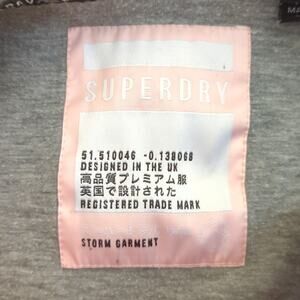 SUPERDRY
51.510046 -0.138068
DESIGNED IN THE UK
高品質プレミアム服
英国で設計された
REGISTERED TRADE MARK
STORM GARMENT